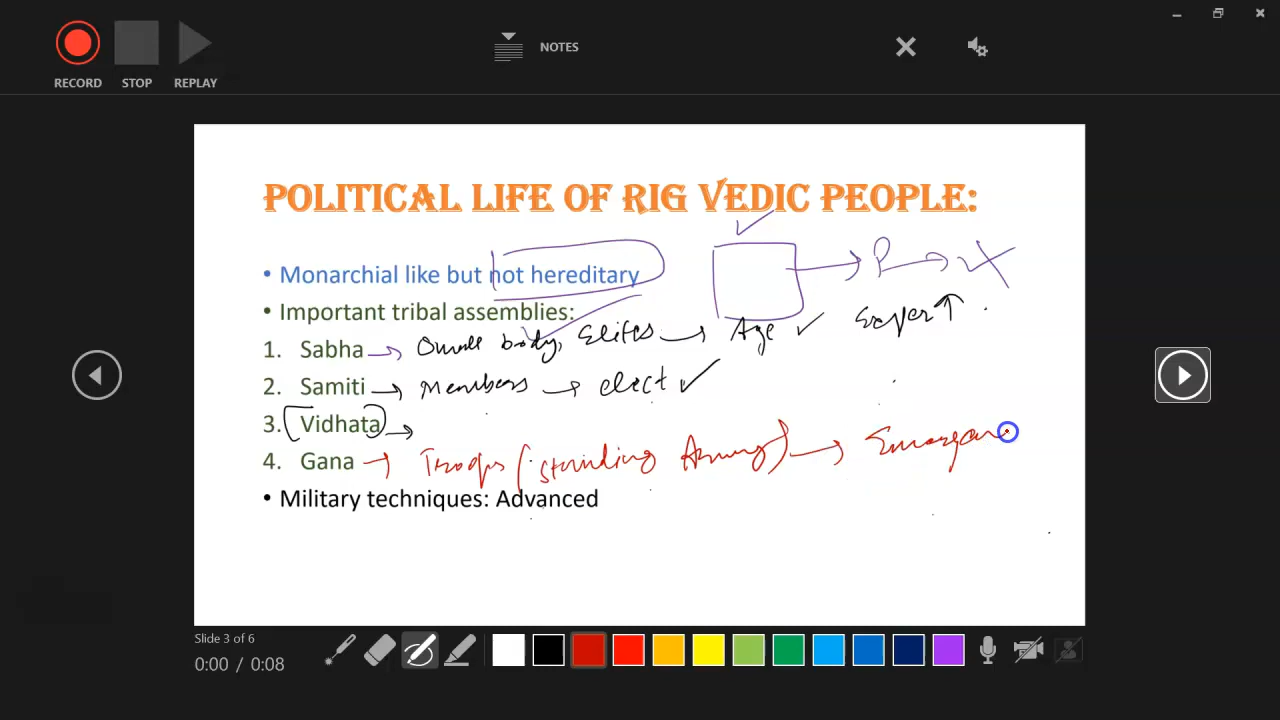 RECORD STOP REPLAY NOTES
POLITICAL LIFE OF RIG VEDIC PEOPLE:
• Monarchial like but not hereditary P
• Important tribal assemblies:
1. Sabha → Small body, Elites → Age ✓ Exper ↑
2. Samiti → Members → elect ✓
3. Vidhata →
4. Gana → Troops (standing Army) →
• Military techniques: Advanced
Slide 3 of 6
0:00 / 0:08